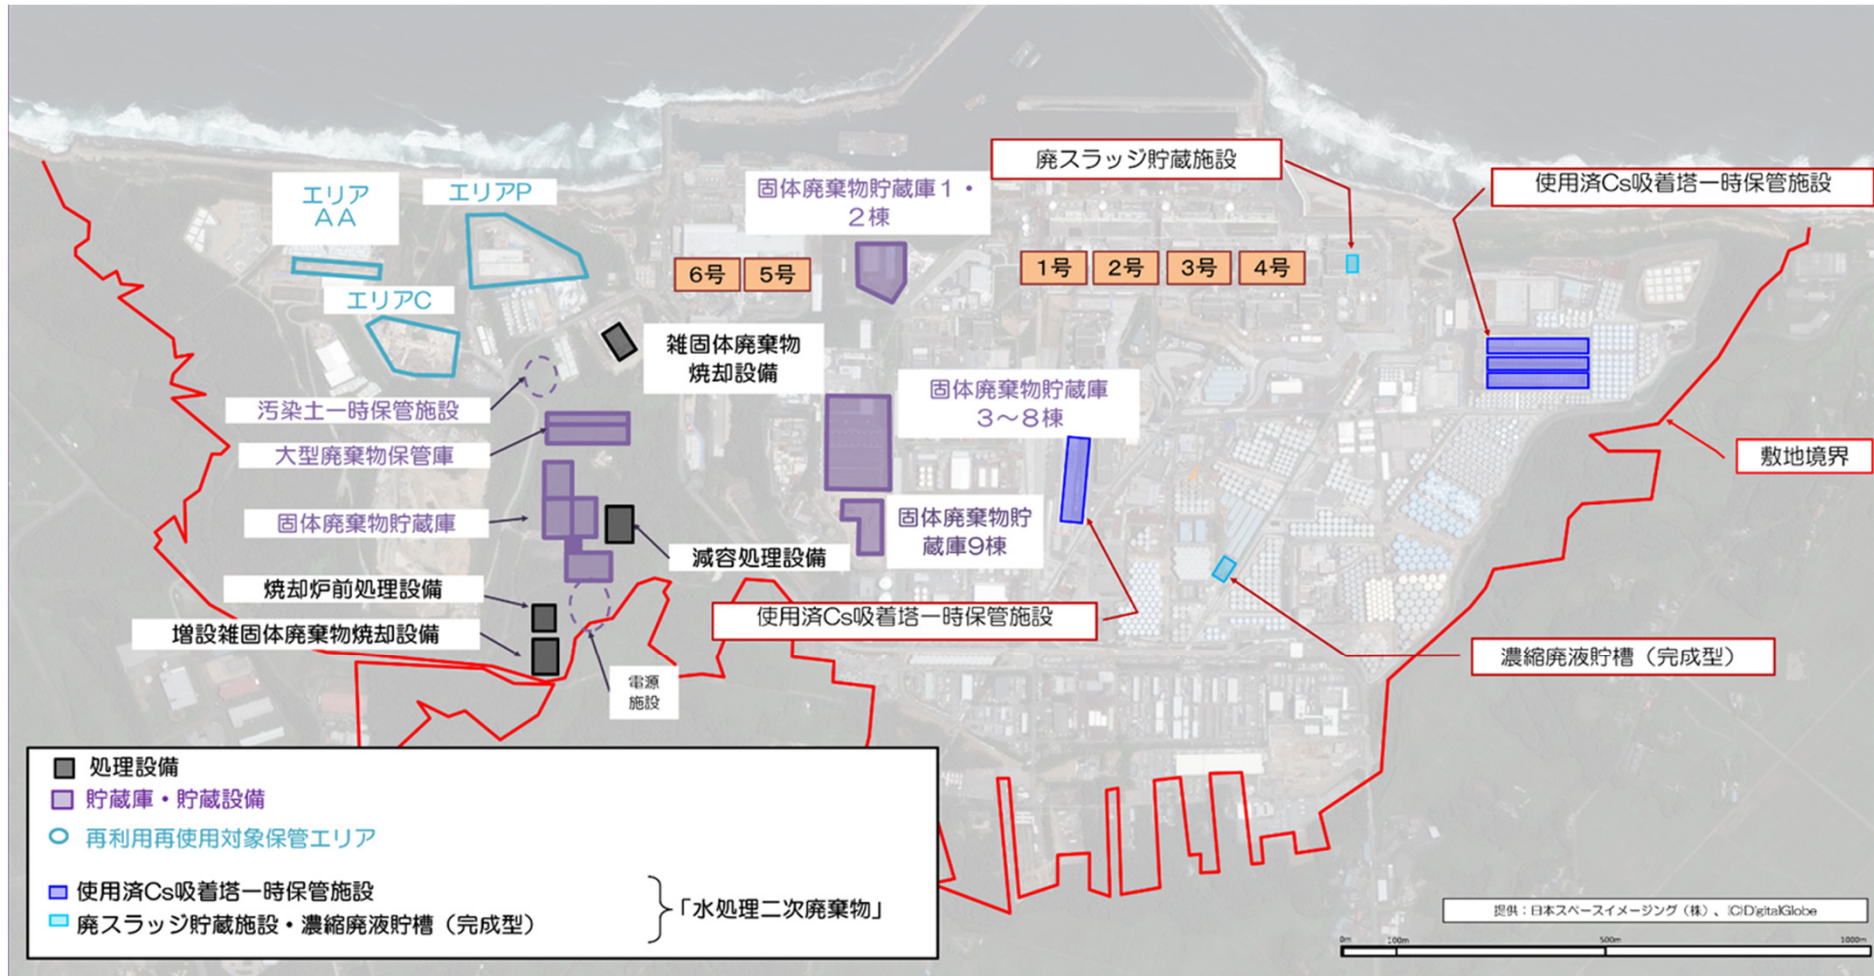 廃スラッジ貯蔵施設
使用済Cs吸着塔一時保管施設
エリア
ＡＡ
エリアP
固体廃棄物貯蔵庫１・
２棟
6号
5号
1号
2号
3号
4号
エリアC
雑固体廃棄物
焼却設備
固体廃棄物貯蔵庫
３～８棟
汚染土一時保管施設
大型廃棄物保管庫
敷地境界
固体廃棄物貯蔵庫
固体廃棄物貯
蔵庫9棟
減容処理設備
焼却炉前処理設備
使用済Cs吸着塔一時保管施設
増設雑固体廃棄物焼却設備
濃縮廃液貯槽（完成型）
電源
施設
処理設備
貯蔵庫・貯蔵設備
再利用再使用対象保管エリア
使用済Cs吸着塔一時保管施設
廃スラッジ貯蔵施設・濃縮廃液貯槽（完成型）
「水処理二次廃棄物」
提供：日本スペースイメージング（株）、(C)DigitalGlobe
0m 100m 500m 1000m